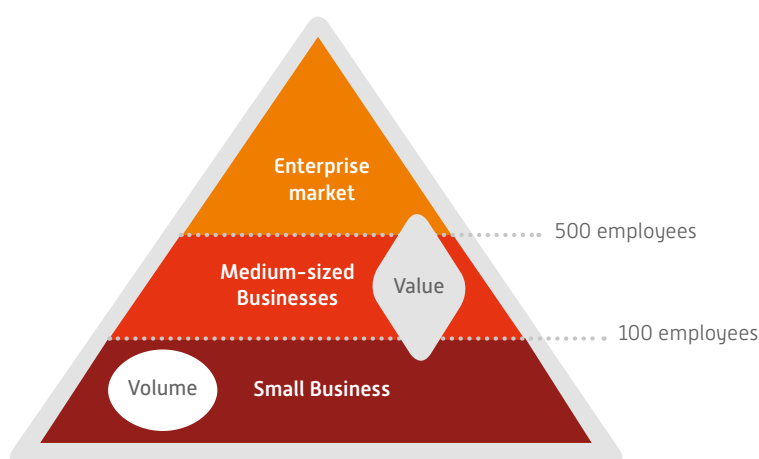 Enterprise
market
500 employees
Medium-sized
Businesses
Value
100 employees
Volume
Small Business